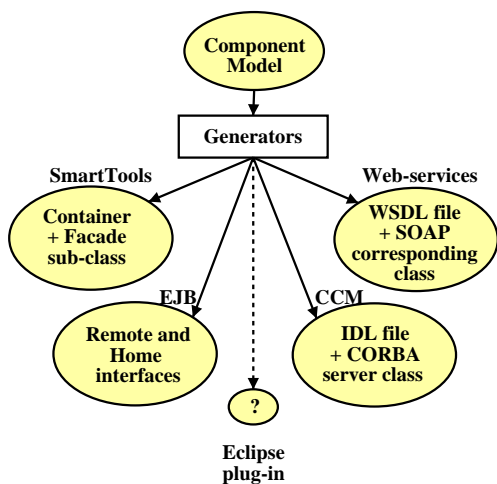 Component
Model
Generators
SmartTools
Web-services
Container
+ Facade
sub-class
WSDL file
+ SOAP
corresponding
class
EJB
CCM
Remote and
Home
interfaces
IDL file
+ CORBA
server class
?
Eclipse
plug-in